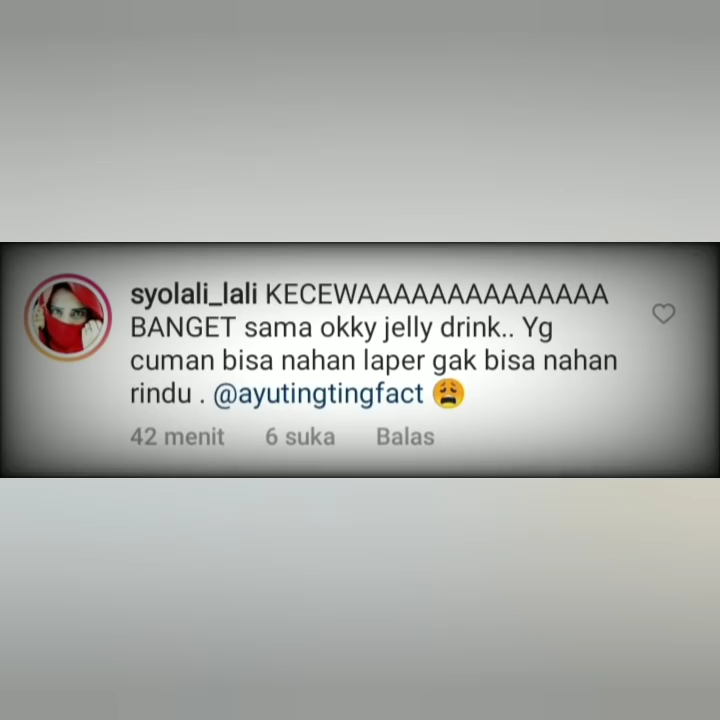 syolali_lali KECEWAAAAAAAAAAAAAA
BANGET sama okky jelly drink.. Yg
cuman bisa nahan laper gak bisa nahan
rindu . @ayutingtingfact 😩
42 menit 6 suka Balas